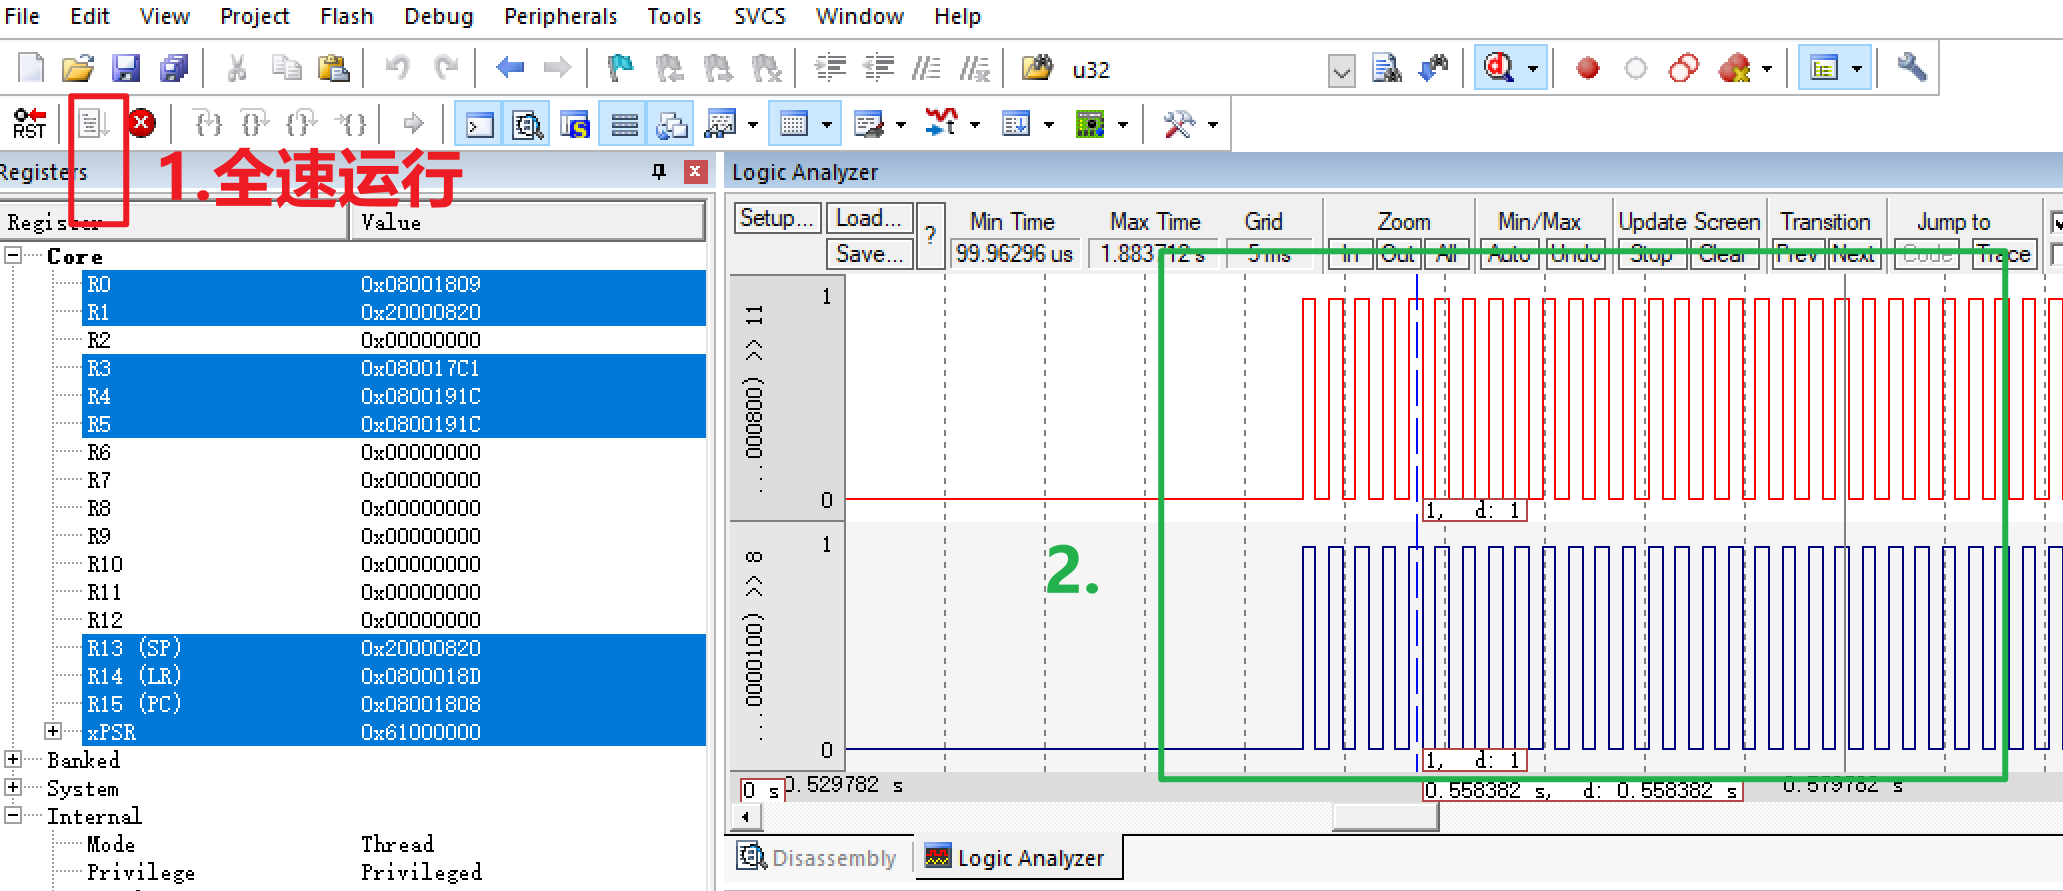 File Edit View Project Flash Debug Peripherals Tools SVCS Window Help
u32
RST
1.全速运行
Registers
Logic Analyzer
Register Value
Setup... Load... Save... ?
Min Time Max Time Grid Zoom Min/Max Update Screen Transition Jump to
99.96296 us 1.883712 s 5 ms In Out All Auto Undo Stop Clear Prev Next Code Trace
Core
R0 0x08001809
R1 0x20000820
R2 0x00000000
R3 0x080017C1
R4 0x0800191C
R5 0x0800191C
R6 0x00000000
R7 0x00000000
R8 0x00000000
R9 0x00000000
R10 0x00000000
R11 0x00000000
R12 0x00000000
R13 (SP) 0x20000820
R14 (LR) 0x0800018D
R15 (PC) 0x08001808
xPSR 0x61000000
Banked
System
Internal
Mode Thread
Privilege Privileged
1
...000800) >> 11
0
1, d: 1
2.
1
...0000100) >> 8
0
1, d: 1
0 s 0.529782 s 0.558382 s, d: 0.558382 s 0.579782 s
Disassembly Logic Analyzer